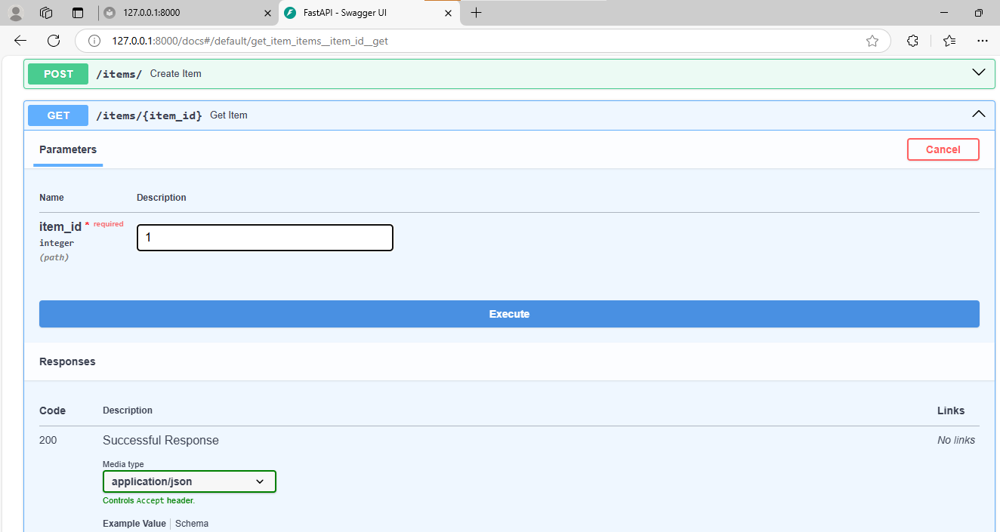 127.0.0.1:8000
FastAPI - Swagger UI
127.0.0.1:8000/docs#/default/get_item_items__item_id__get
POST /items/ Create Item
GET /items/{item_id} Get Item
Parameters
Cancel
Name Description
item_id * required
integer
(path)
1
Execute
Responses
Code Description Links
200 Successful Response No links
Media type
application/json
Controls Accept header.
Example Value Schema